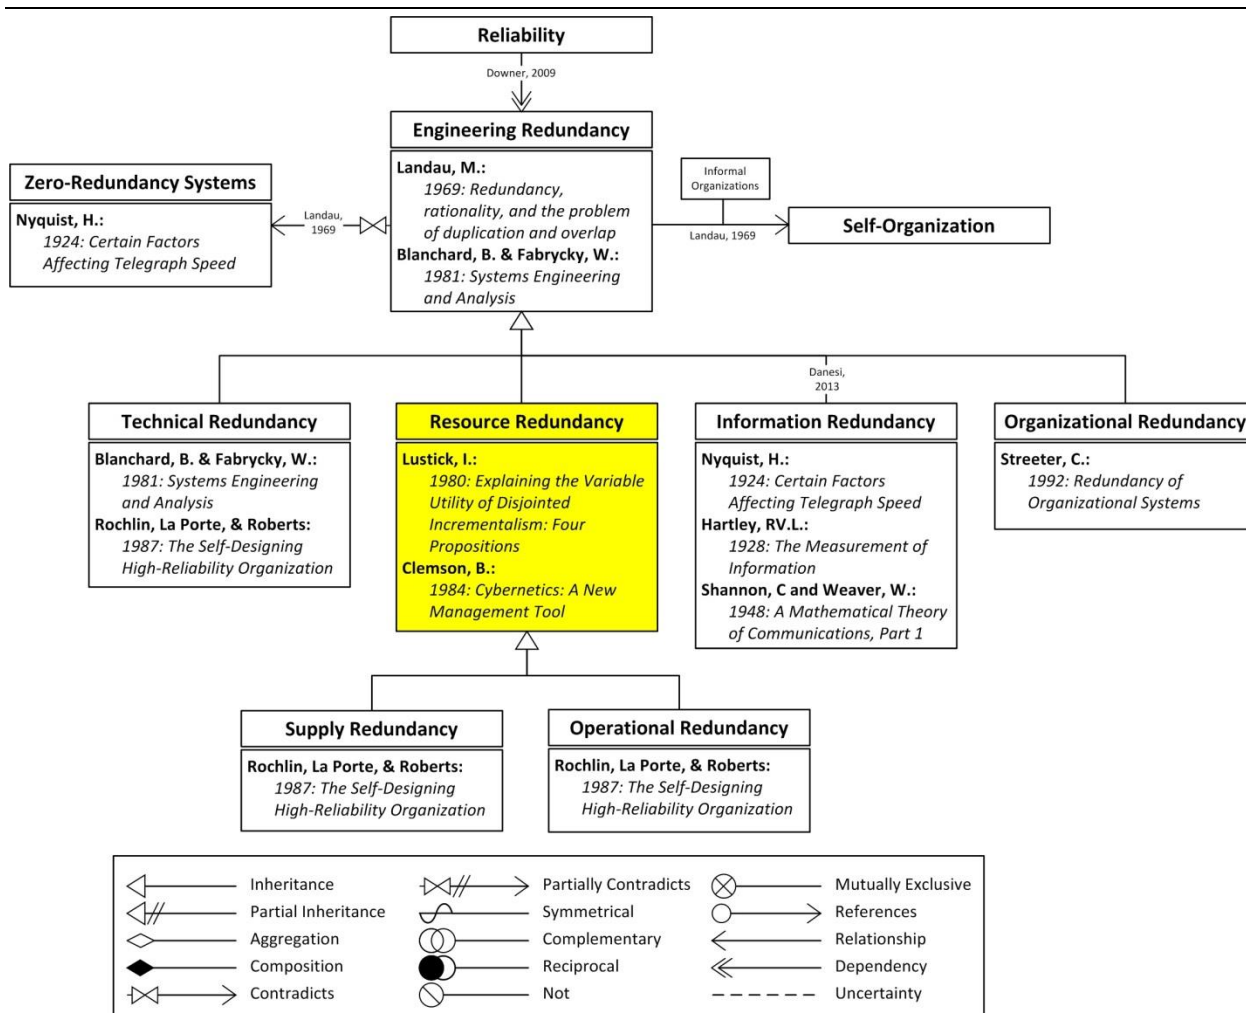 Reliability
Downer, 2009
Engineering Redundancy
Landau, M.:
1969: Redundancy,
rationality, and the problem
of duplication and overlap
Blanchard, B. & Fabrycky, W.:
1981: Systems Engineering
and Analysis
Zero-Redundancy Systems
Nyquist, H.:
1924: Certain Factors
Affecting Telegraph Speed
Landau,
1969
Informal
Organizations
Landau, 1969
Self-Organization
Danesi,
2013
Technical Redundancy
Blanchard, B. & Fabrycky, W.:
1981: Systems Engineering
and Analysis
Rochlin, La Porte, & Roberts:
1987: The Self-Designing
High-Reliability Organization
Resource Redundancy
Lustick, I.:
1980: Explaining the Variable
Utility of Disjointed
Incrementalism: Four
Propositions
Clemson, B.:
1984: Cybernetics: A New
Management Tool
Information Redundancy
Nyquist, H.:
1924: Certain Factors
Affecting Telegraph Speed
Hartley, RV.L.:
1928: The Measurement of
Information
Shannon, C and Weaver, W.:
1948: A Mathematical Theory
of Communications, Part 1
Organizational Redundancy
Streeter, C.:
1992: Redundancy of
Organizational Systems
Supply Redundancy
Rochlin, La Porte, & Roberts:
1987: The Self-Designing
High-Reliability Organization
Operational Redundancy
Rochlin, La Porte, & Roberts:
1987: The Self-Designing
High-Reliability Organization
Inheritance
Partial Inheritance
Aggregation
Composition
Contradicts
Partially Contradicts
Symmetrical
Complementary
Reciprocal
Not
Mutually Exclusive
References
Relationship
Dependency
Uncertainty